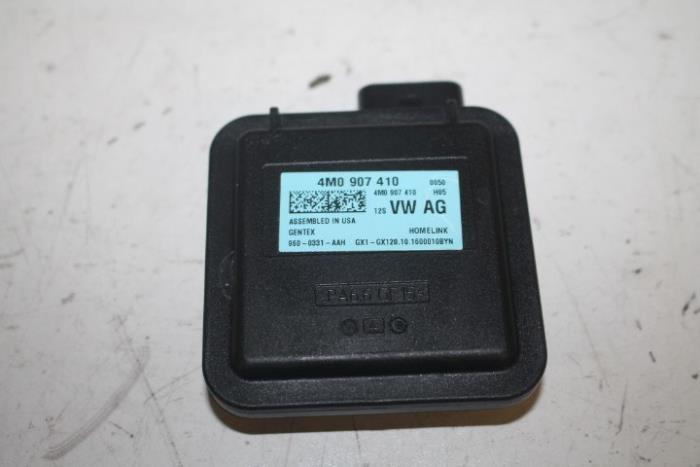 4M0 907 410 0050
4M0 907 410 H05
12S VW AG
ASSEMBLED IN USA
GENTEX HOMELINK
960-0331-AAH GX1-GX120.10.1600010BYN